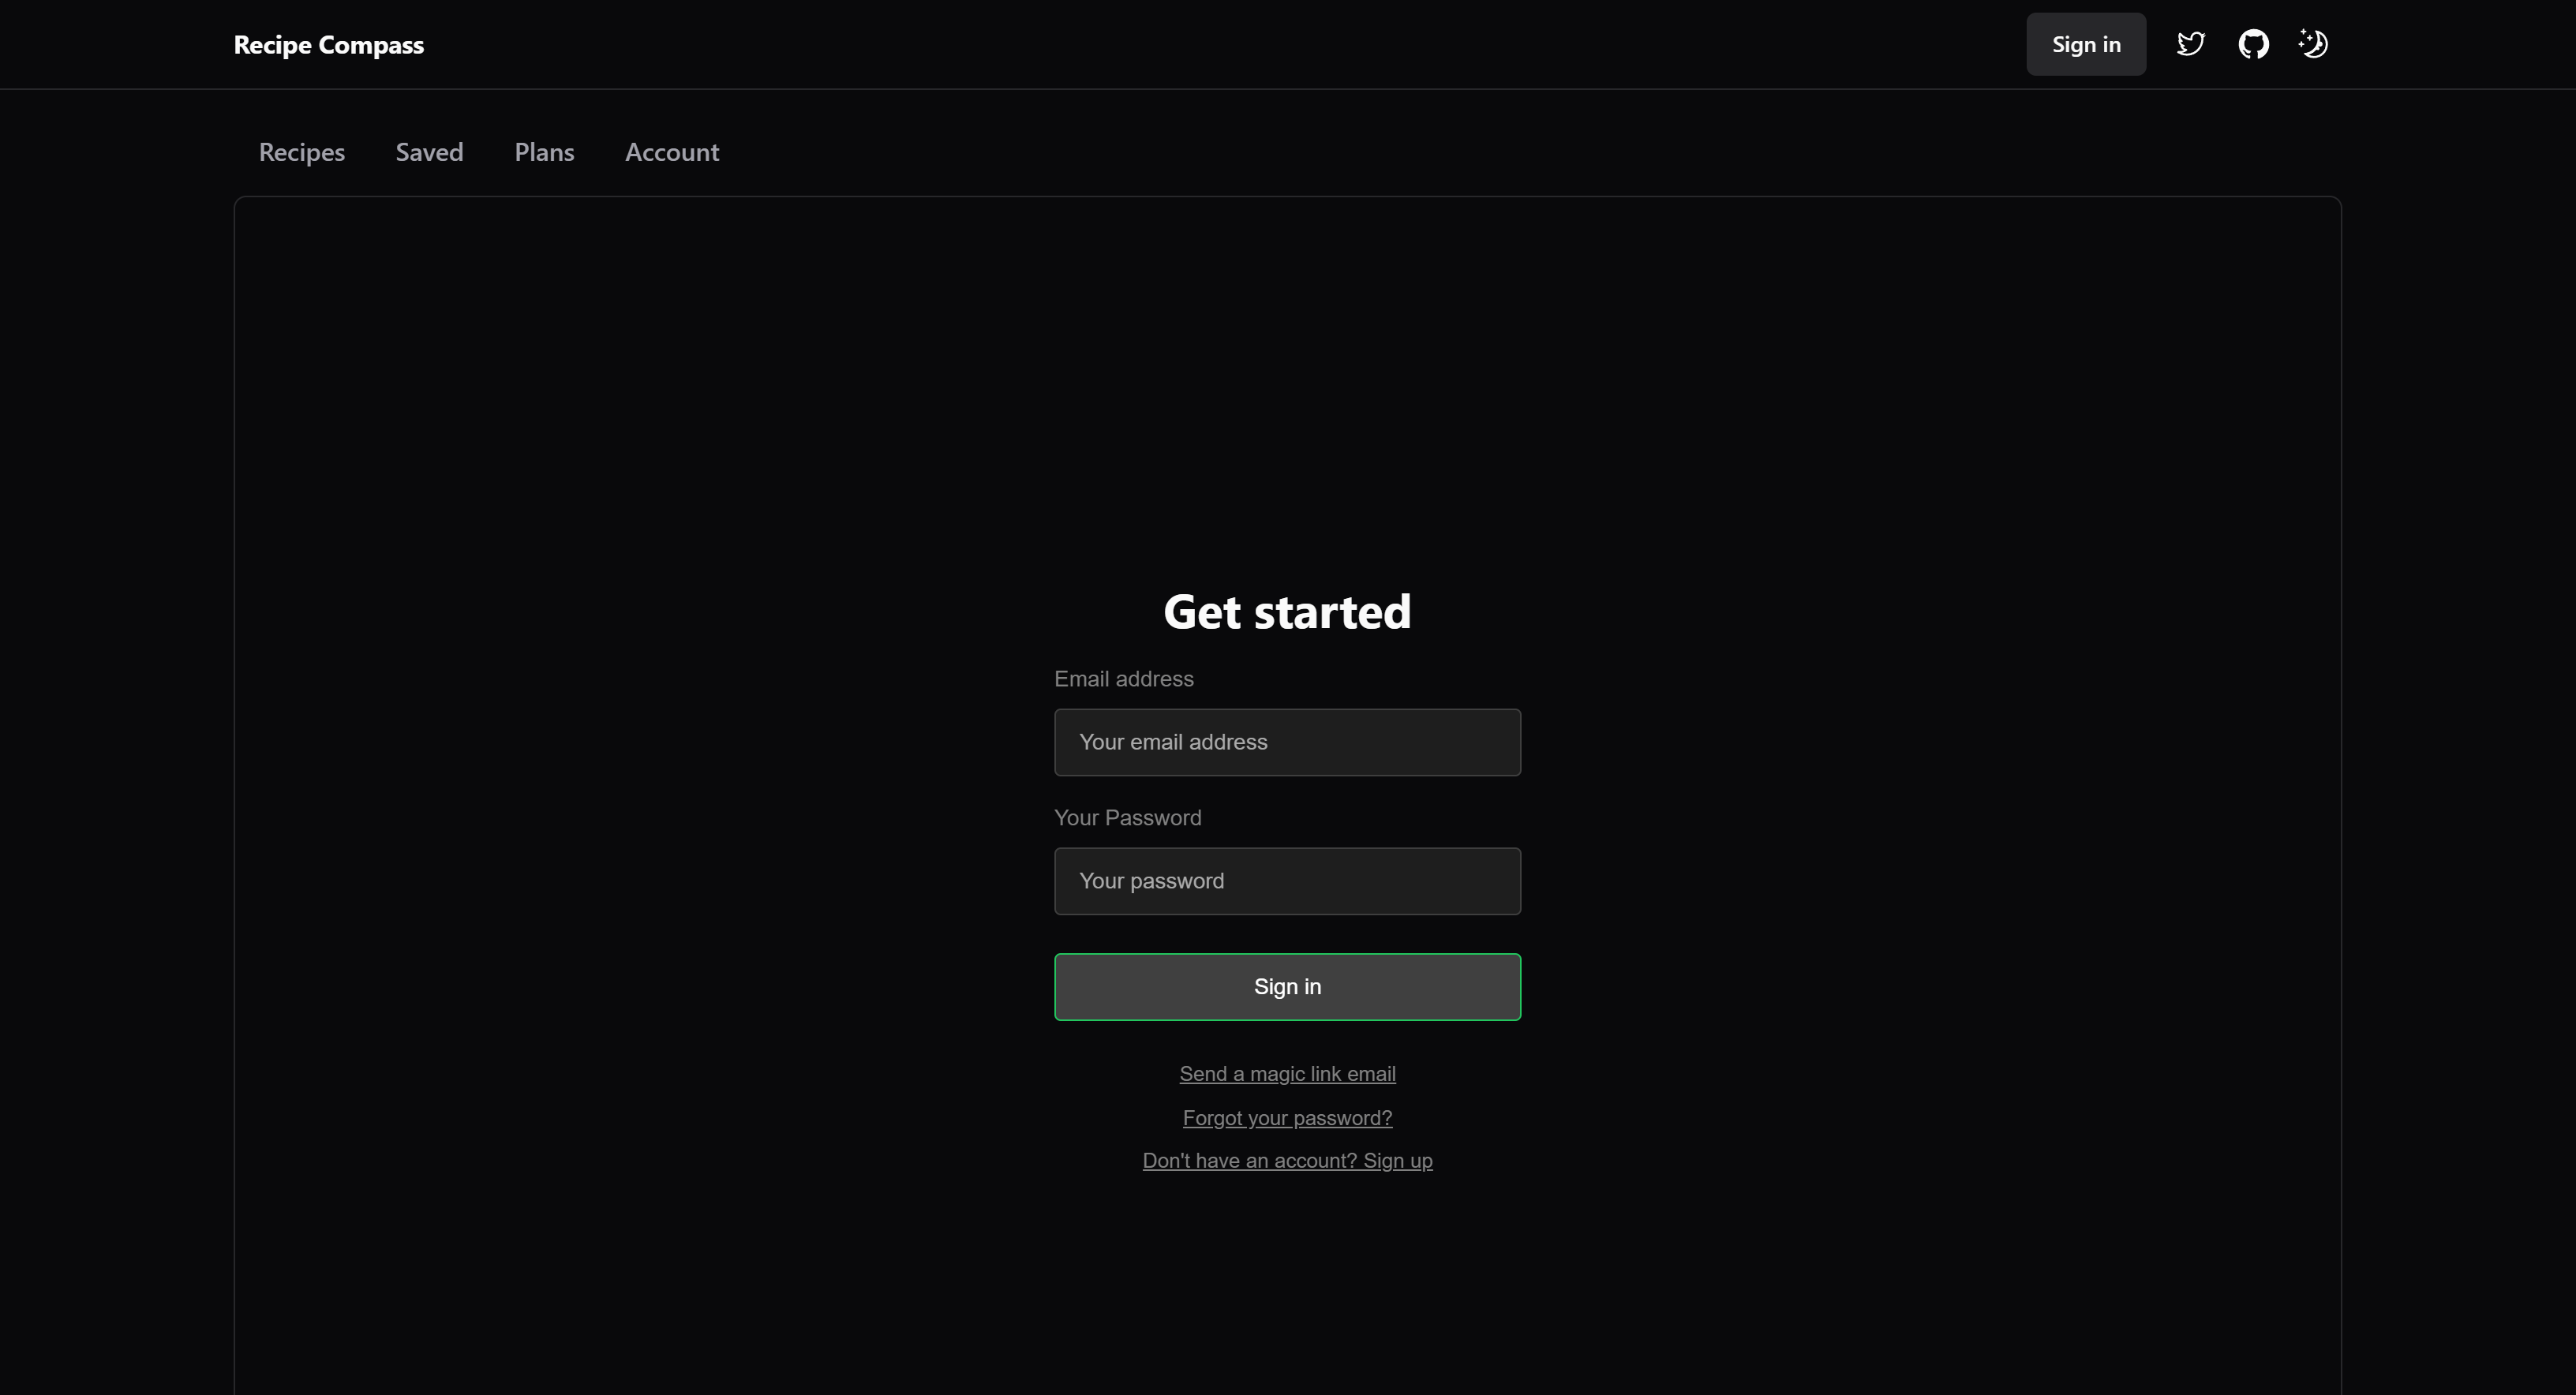 Recipe Compass
Sign in
Recipes Saved Plans Account
Get started
Email address
Your email address
Your Password
Your password
Sign in
Send a magic link email
Forgot your password?
Don't have an account? Sign up